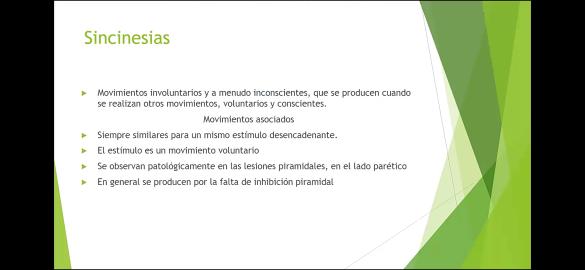 Sincinesias
Movimientos involuntarios y a menudo inconscientes, que se producen cuando
se realizan otros movimientos, voluntarios y conscientes.
Movimientos asociados
Siempre similares para un mismo estímulo desencadenante.
El estímulo es un movimiento voluntario
Se observan patológicamente en las lesiones piramidales, en el lado parético
En general se producen por la falta de inhibición piramidal